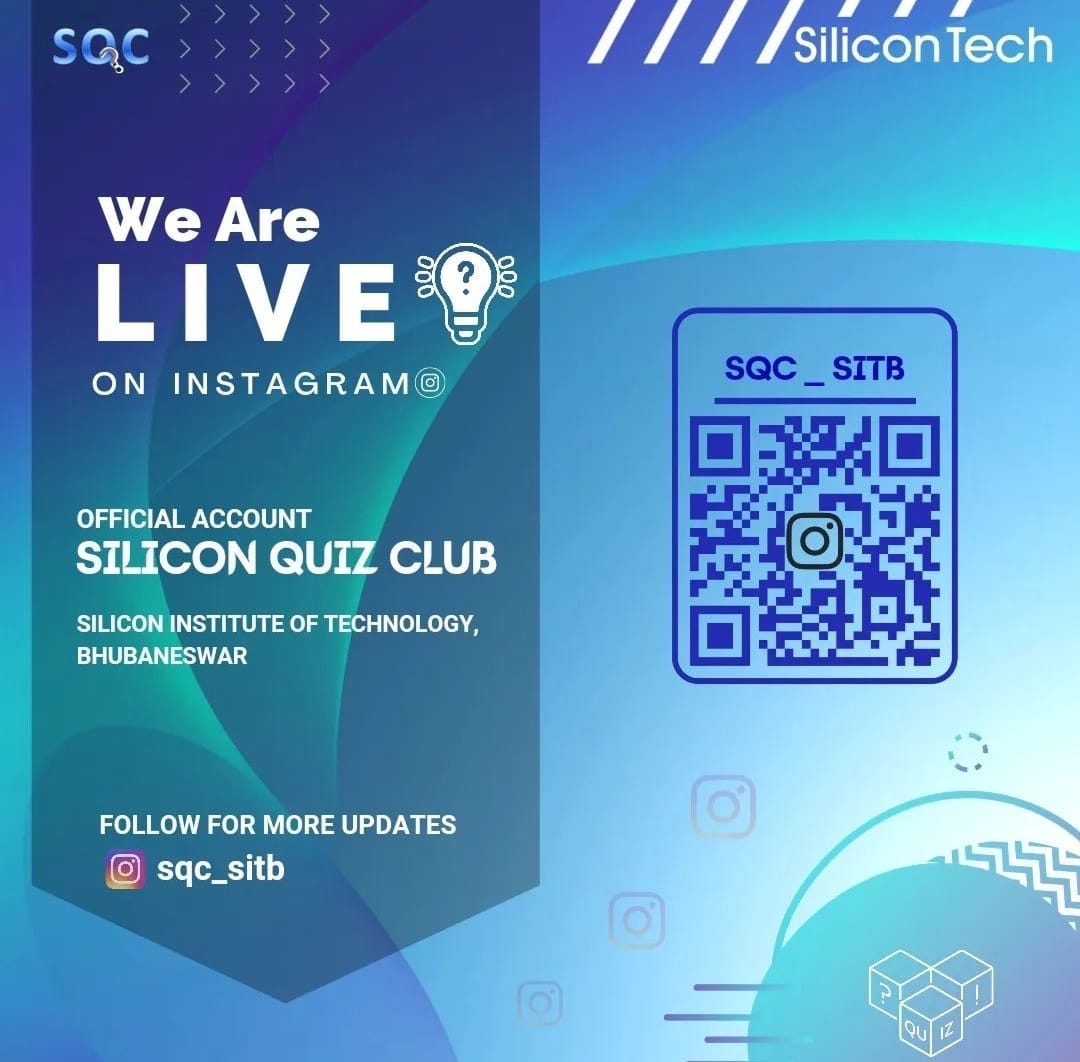 SQC
SiliconTech
We Are
LIVE
?
ON INSTAGRAM
OFFICIAL ACCOUNT
SILICON QUIZ CLUB
SILICON INSTITUTE OF TECHNOLOGY,
BHUBANESWAR
FOLLOW FOR MORE UPDATES
sqc_sitb
SQC _ SITB
? !
QU IZ